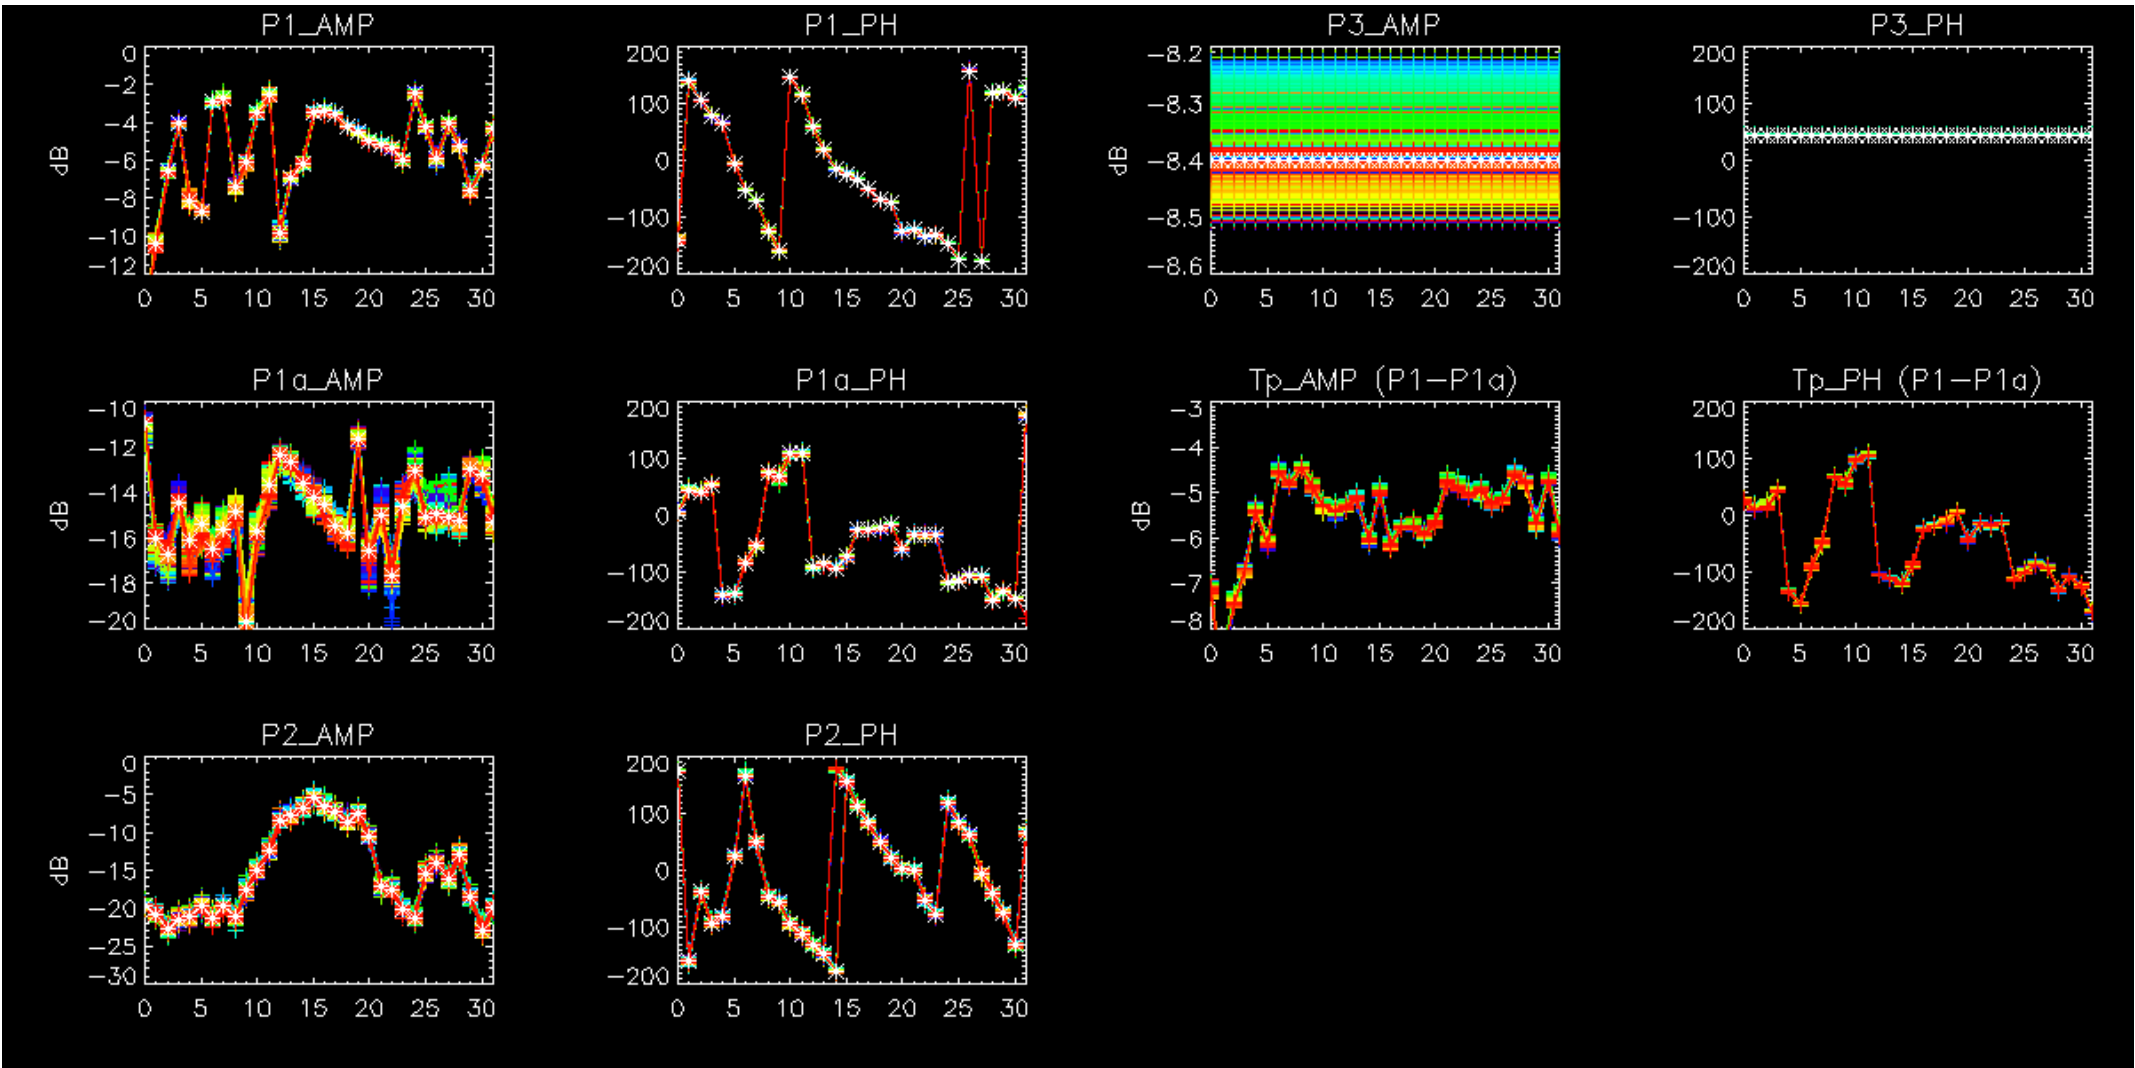 P1_AMP
P1_PH
P3_AMP
P3_PH
dB
0
−2
−4
−6
−8
−10
−12
0 5 10 15 20 25 30
200
100
0
−100
−200
0 5 10 15 20 25 30
dB
−8.2
−8.3
−8.4
−8.5
−8.6
0 5 10 15 20 25 30
200
100
0
−100
−200
0 5 10 15 20 25 30
P1a_AMP
P1a_PH
Tp_AMP (P1−P1a)
Tp_PH (P1−P1a)
dB
−10
−12
−14
−16
−18
−20
0 5 10 15 20 25 30
200
100
0
−100
−200
0 5 10 15 20 25 30
dB
−3
−4
−5
−6
−7
−8
0 5 10 15 20 25 30
200
100
0
−100
−200
0 5 10 15 20 25 30
P2_AMP
P2_PH
dB
0
−5
−10
−15
−20
−25
−30
0 5 10 15 20 25 30
200
100
0
−100
−200
0 5 10 15 20 25 30